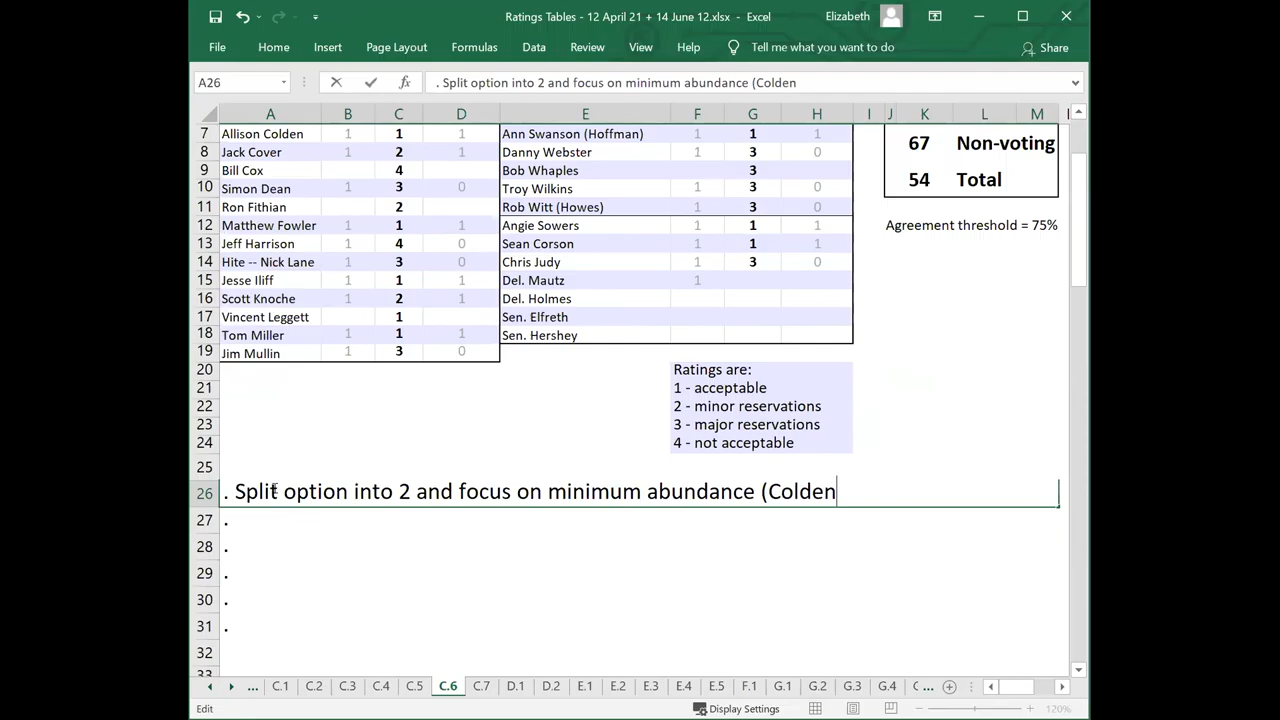 Ratings Tables - 12 April 21 + 14 June 12.xlsx - Excel Elizabeth
File Home Insert Page Layout Formulas Data Review View Help Tell me what you want to do Share
A26 fx . Split option into 2 and focus on minimum abundance (Colden
A B C D E F G H I J K L M
7 Allison Colden 1 1 1 Ann Swanson (Hoffman) 1 1 1 67 Non-voting
8 Jack Cover 1 2 1 Danny Webster 1 3 0
9 Bill Cox 4 Bob Whaples 3
10 Simon Dean 1 3 0 Troy Wilkins 1 3 0 54 Total
11 Ron Fithian 2 Rob Witt (Howes) 1 3 0
12 Matthew Fowler 1 1 1 Angie Sowers 1 1 1 Agreement threshold = 75%
13 Jeff Harrison 1 4 0 Sean Corson 1 1 1
14 Hite -- Nick Lane 1 3 0 Chris Judy 1 3 0
15 Jesse Iliff 1 1 1 Del. Mautz 1
16 Scott Knoche 1 2 1 Del. Holmes
17 Vincent Leggett 1 Sen. Elfreth
18 Tom Miller 1 1 1 Sen. Hershey
19 Jim Mullin 1 3 0
20 Ratings are:
21 1 - acceptable
22 2 - minor reservations
23 3 - major reservations
24 4 - not acceptable
25
26 . Split option into 2 and focus on minimum abundance (Colden
27 .
28 .
29 .
30 .
31 .
32
33
... C.1 C.2 C.3 C.4 C.5 C.6 C.7 D.1 D.2 E.1 E.2 E.3 E.4 E.5 F.1 G.1 G.2 G.3 G.4 ...
Edit Display Settings 120%